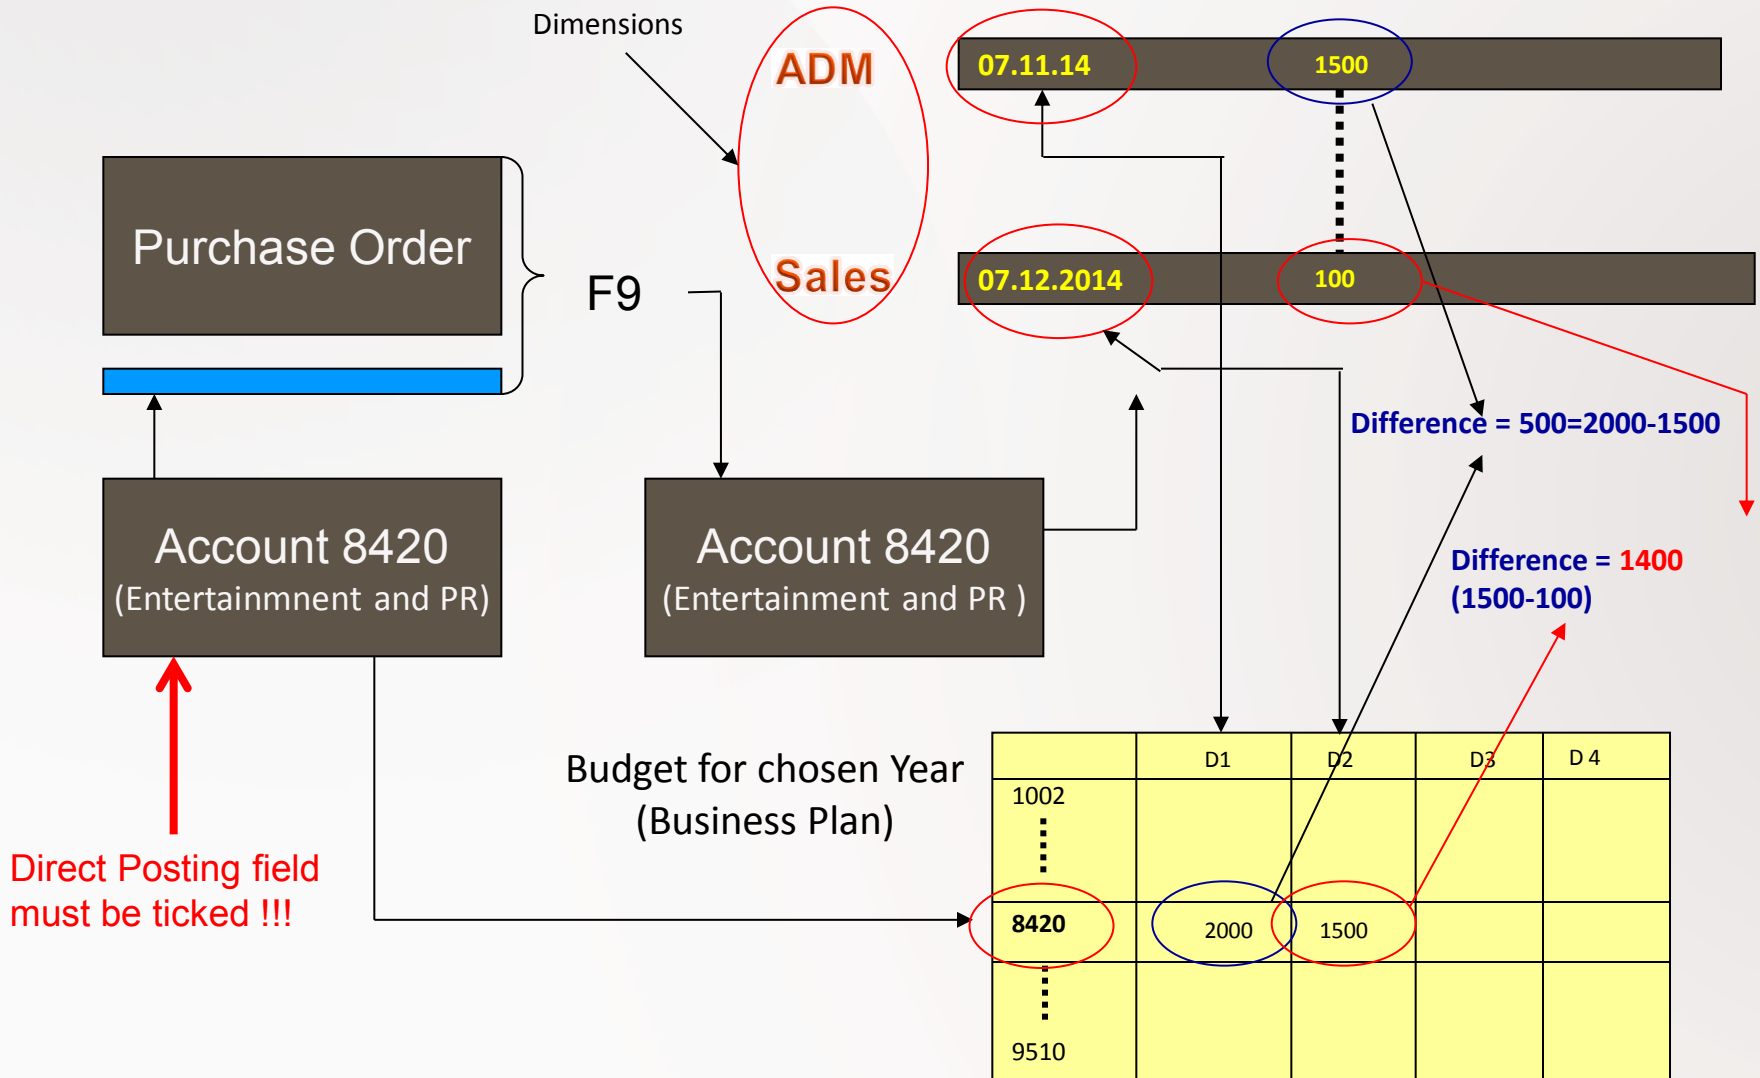 Dimensions
ADM
07.11.14
1500
Purchase Order
F9
Sales
07.12.2014
100
Difference = 500=2000-1500
Account 8420
(Entertainmnent and PR)
Account 8420
(Entertainment and PR )
Difference = 1400
(1500-100)
Budget for chosen Year
(Business Plan)
Direct Posting field
must be ticked !!!
D1 D2 D3 D 4
1002
8420 2000 1500
9510